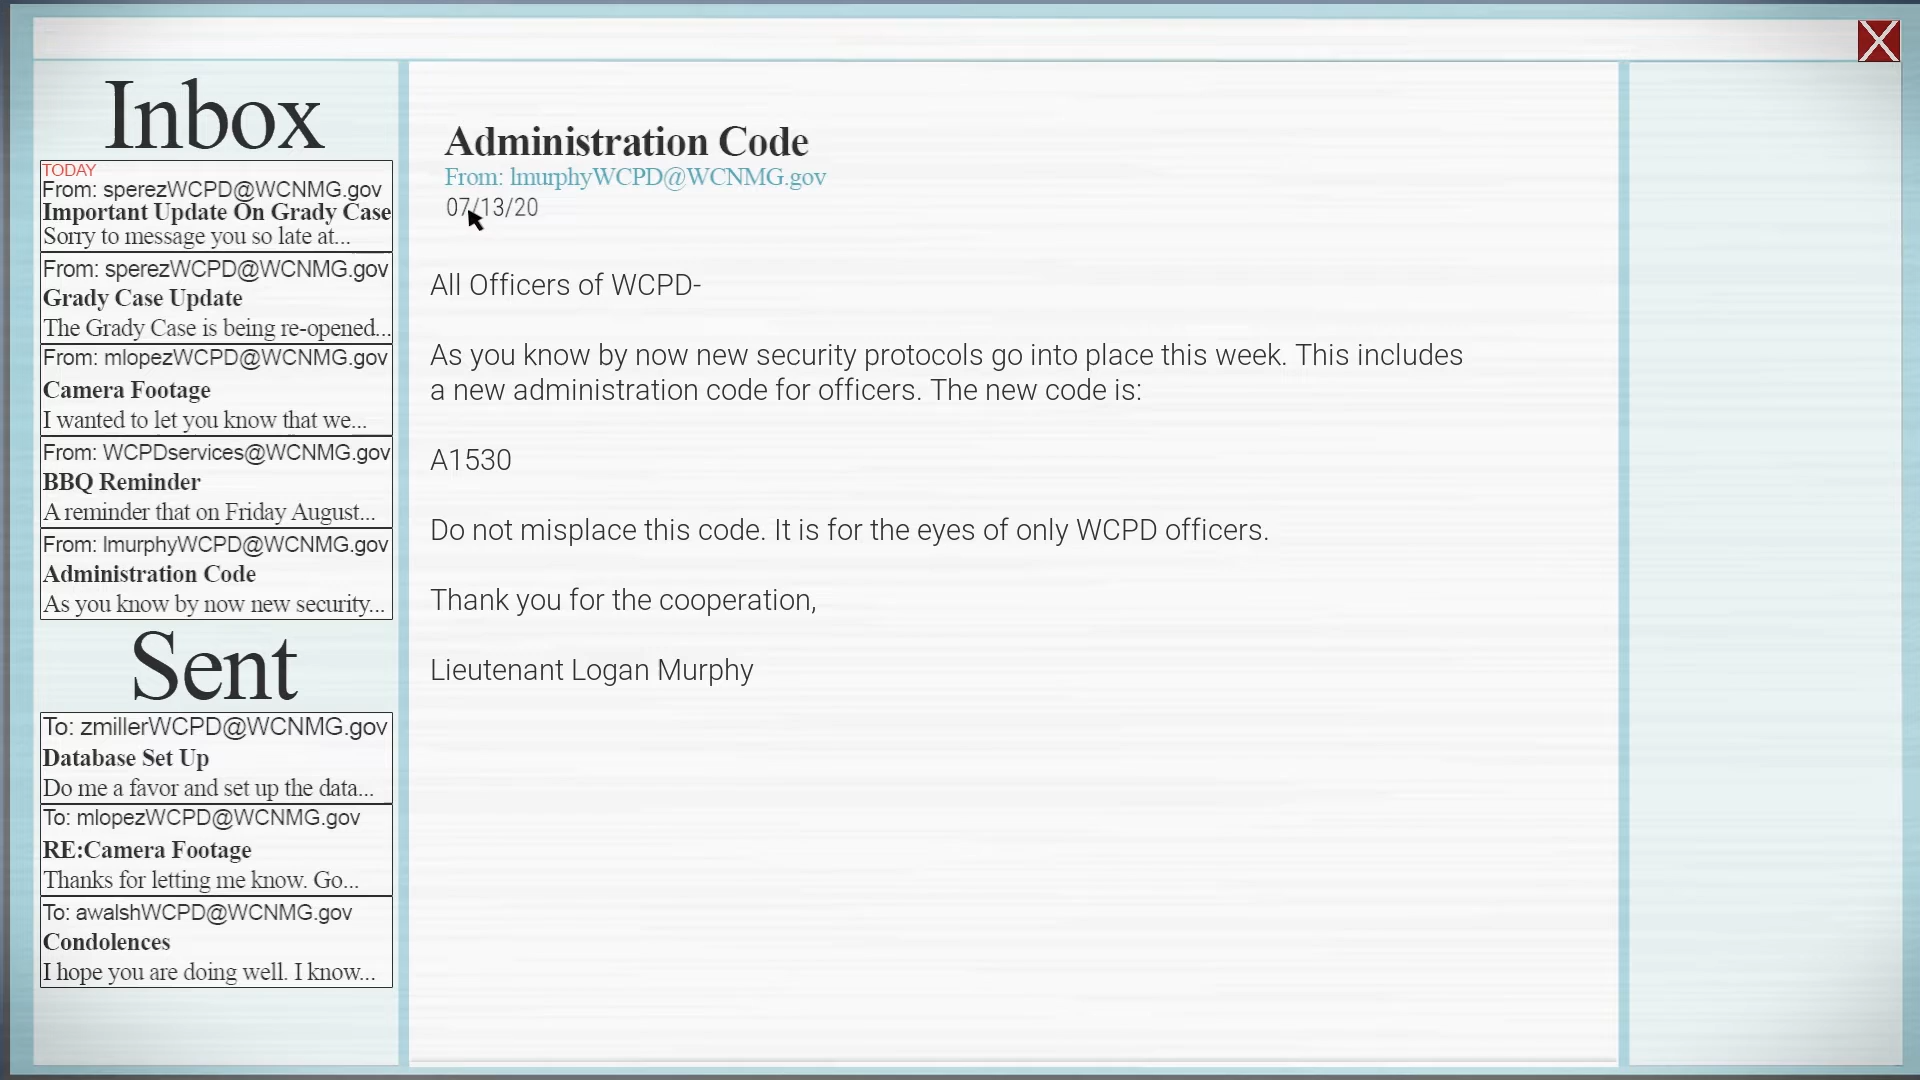 Inbox
TODAY
From: sperezWCPD@WCNMG.gov
Important Update On Grady Case
Sorry to message you so late at...
From: sperezWCPD@WCNMG.gov
Grady Case Update
The Grady Case is being re-opened...
From: mlopezWCPD@WCNMG.gov
Camera Footage
I wanted to let you know that we...
From: WCPDservices@WCNMG.gov
BBQ Reminder
A reminder that on Friday August...
From: lmurphyWCPD@WCNMG.gov
Administration Code
As you know by now new security...
Sent
To: zmillerWCPD@WCNMG.gov
Database Set Up
Do me a favor and set up the data...
To: mlopezWCPD@WCNMG.gov
RE:Camera Footage
Thanks for letting me know. Go...
To: awalshWCPD@WCNMG.gov
Condolences
I hope you are doing well. I know...
Administration Code
From: lmurphyWCPD@WCNMG.gov
07/13/20
All Officers of WCPD-
As you know by now new security protocols go into place this week. This includes
a new administration code for officers. The new code is:
A1530
Do not misplace this code. It is for the eyes of only WCPD officers.
Thank you for the cooperation,
Lieutenant Logan Murphy